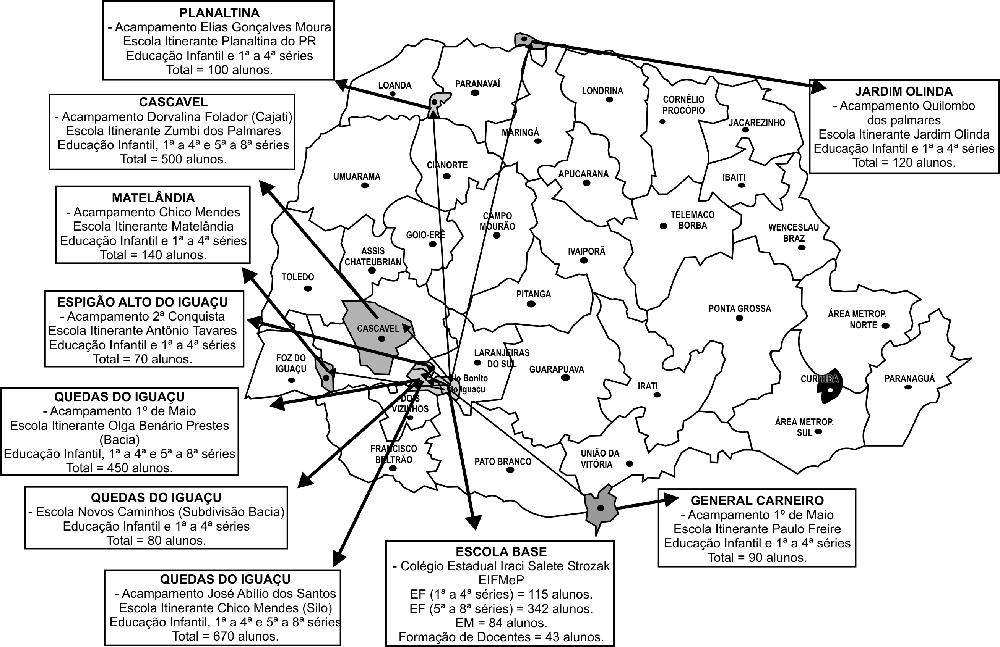 PLANALTINA
- Acampamento Elias Gonçalves Moura
Escola Itinerante Planaltina do PR
Educação Infantil e 1ª a 4ª séries
Total = 100 alunos.
CASCAVEL
- Acampamento Dorvalina Folador (Cajati)
Escola Itinerante Zumbi dos Palmares
Educação Infantil, 1ª a 4ª e 5ª a 8ª séries
Total = 500 alunos.
MATELÂNDIA
- Acampamento Chico Mendes
Escola Itinerante Matelândia
Educação Infantil e 1ª a 4ª séries
Total = 140 alunos.
ESPIGÃO ALTO DO IGUAÇU
- Acampamento 2ª Conquista
Escola Itinerante Antônio Tavares
Educação Infantil e 1ª a 4ª séries
Total = 70 alunos.
QUEDAS DO IGUAÇU
- Acampamento 1º de Maio
Escola Itinerante Olga Benário Prestes
(Bacia)
Educação Infantil, 1ª a 4ª e 5ª a 8ª séries
Total = 450 alunos.
QUEDAS DO IGUAÇU
- Escola Novos Caminhos (Subdivisão Bacia)
Educação Infantil e 1ª a 4ª séries
Total = 80 alunos.
QUEDAS DO IGUAÇU
- Acampamento José Abílio dos Santos
Escola Itinerante Chico Mendes (Silo)
Educação Infantil, 1ª a 4ª e 5ª a 8ª séries
Total = 670 alunos.
ESCOLA BASE
- Colégio Estadual Iraci Salete Strozak
EIFMeP
EF (1ª a 4ª séries) = 115 alunos.
EF (5ª a 8ª séries) = 342 alunos.
EM = 84 alunos.
Formação de Docentes = 43 alunos.
GENERAL CARNEIRO
- Acampamento 1º de Maio
Escola Itinerante Paulo Freire
Educação Infantil e 1ª a 4ª séries
Total = 90 alunos.
JARDIM OLINDA
- Acampamento Quilombo
dos palmares
Escola Itinerante Jardim Olinda
Educação Infantil e 1ª a 4ª séries
Total = 120 alunos.
LOANDA
PARANAVAÍ
LONDRINA
CORNÉLIO
PROCÓPIO
JACAREZINHO
MARINGÁ
CIANORTE
UMUARAMA
APUCARANA
IBAITI
CAMPO
MOURÃO
TELEMACO
BORBA
WENCESLAU
BRAZ
GOIO-ERÊ
ASSIS
CHATEUBRIAN
IVAIPORÃ
TOLEDO
PITANGA
PONTA GROSSA
ÁREA METROP.
NORTE
CASCAVEL
LARANJEIRAS
DO SUL
FOZ DO
IGUAÇU
GUARAPUAVA
Rio Bonito
do Iguaçu
IRATI
CURITIBA
PARANAGUÁ
DOIS
VIZINHOS
ÁREA METROP.
SUL
FRANCISCO
BELTRÃO
PATO BRANCO
UNIÃO DA
VITÓRIA